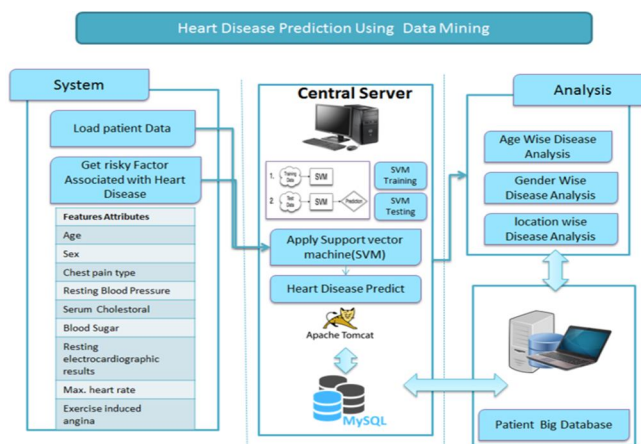 Heart Disease Prediction Using Data Mining
System
Load patient Data
Get risky Factor
Associated with Heart
Disease
Features Attributes
Age
Sex
Chest pain type
Resting Blood Pressure
Serum Cholestoral
Blood Sugar
Resting
electrocardiographic
results
Max. heart rate
Exercise induced
angina
Central Server
1.
Training
Data
SVM
2.
Test
Data
SVM
Prediction
SVM
Training
SVM
Testing
Apply Support vector
machine(SVM)
Heart Disease Predict
Apache Tomcat
MySQL
Analysis
Age Wise Disease
Analysis
Gender Wise
Disease Analysis
location wise
Disease Analysis
Patient Big Database